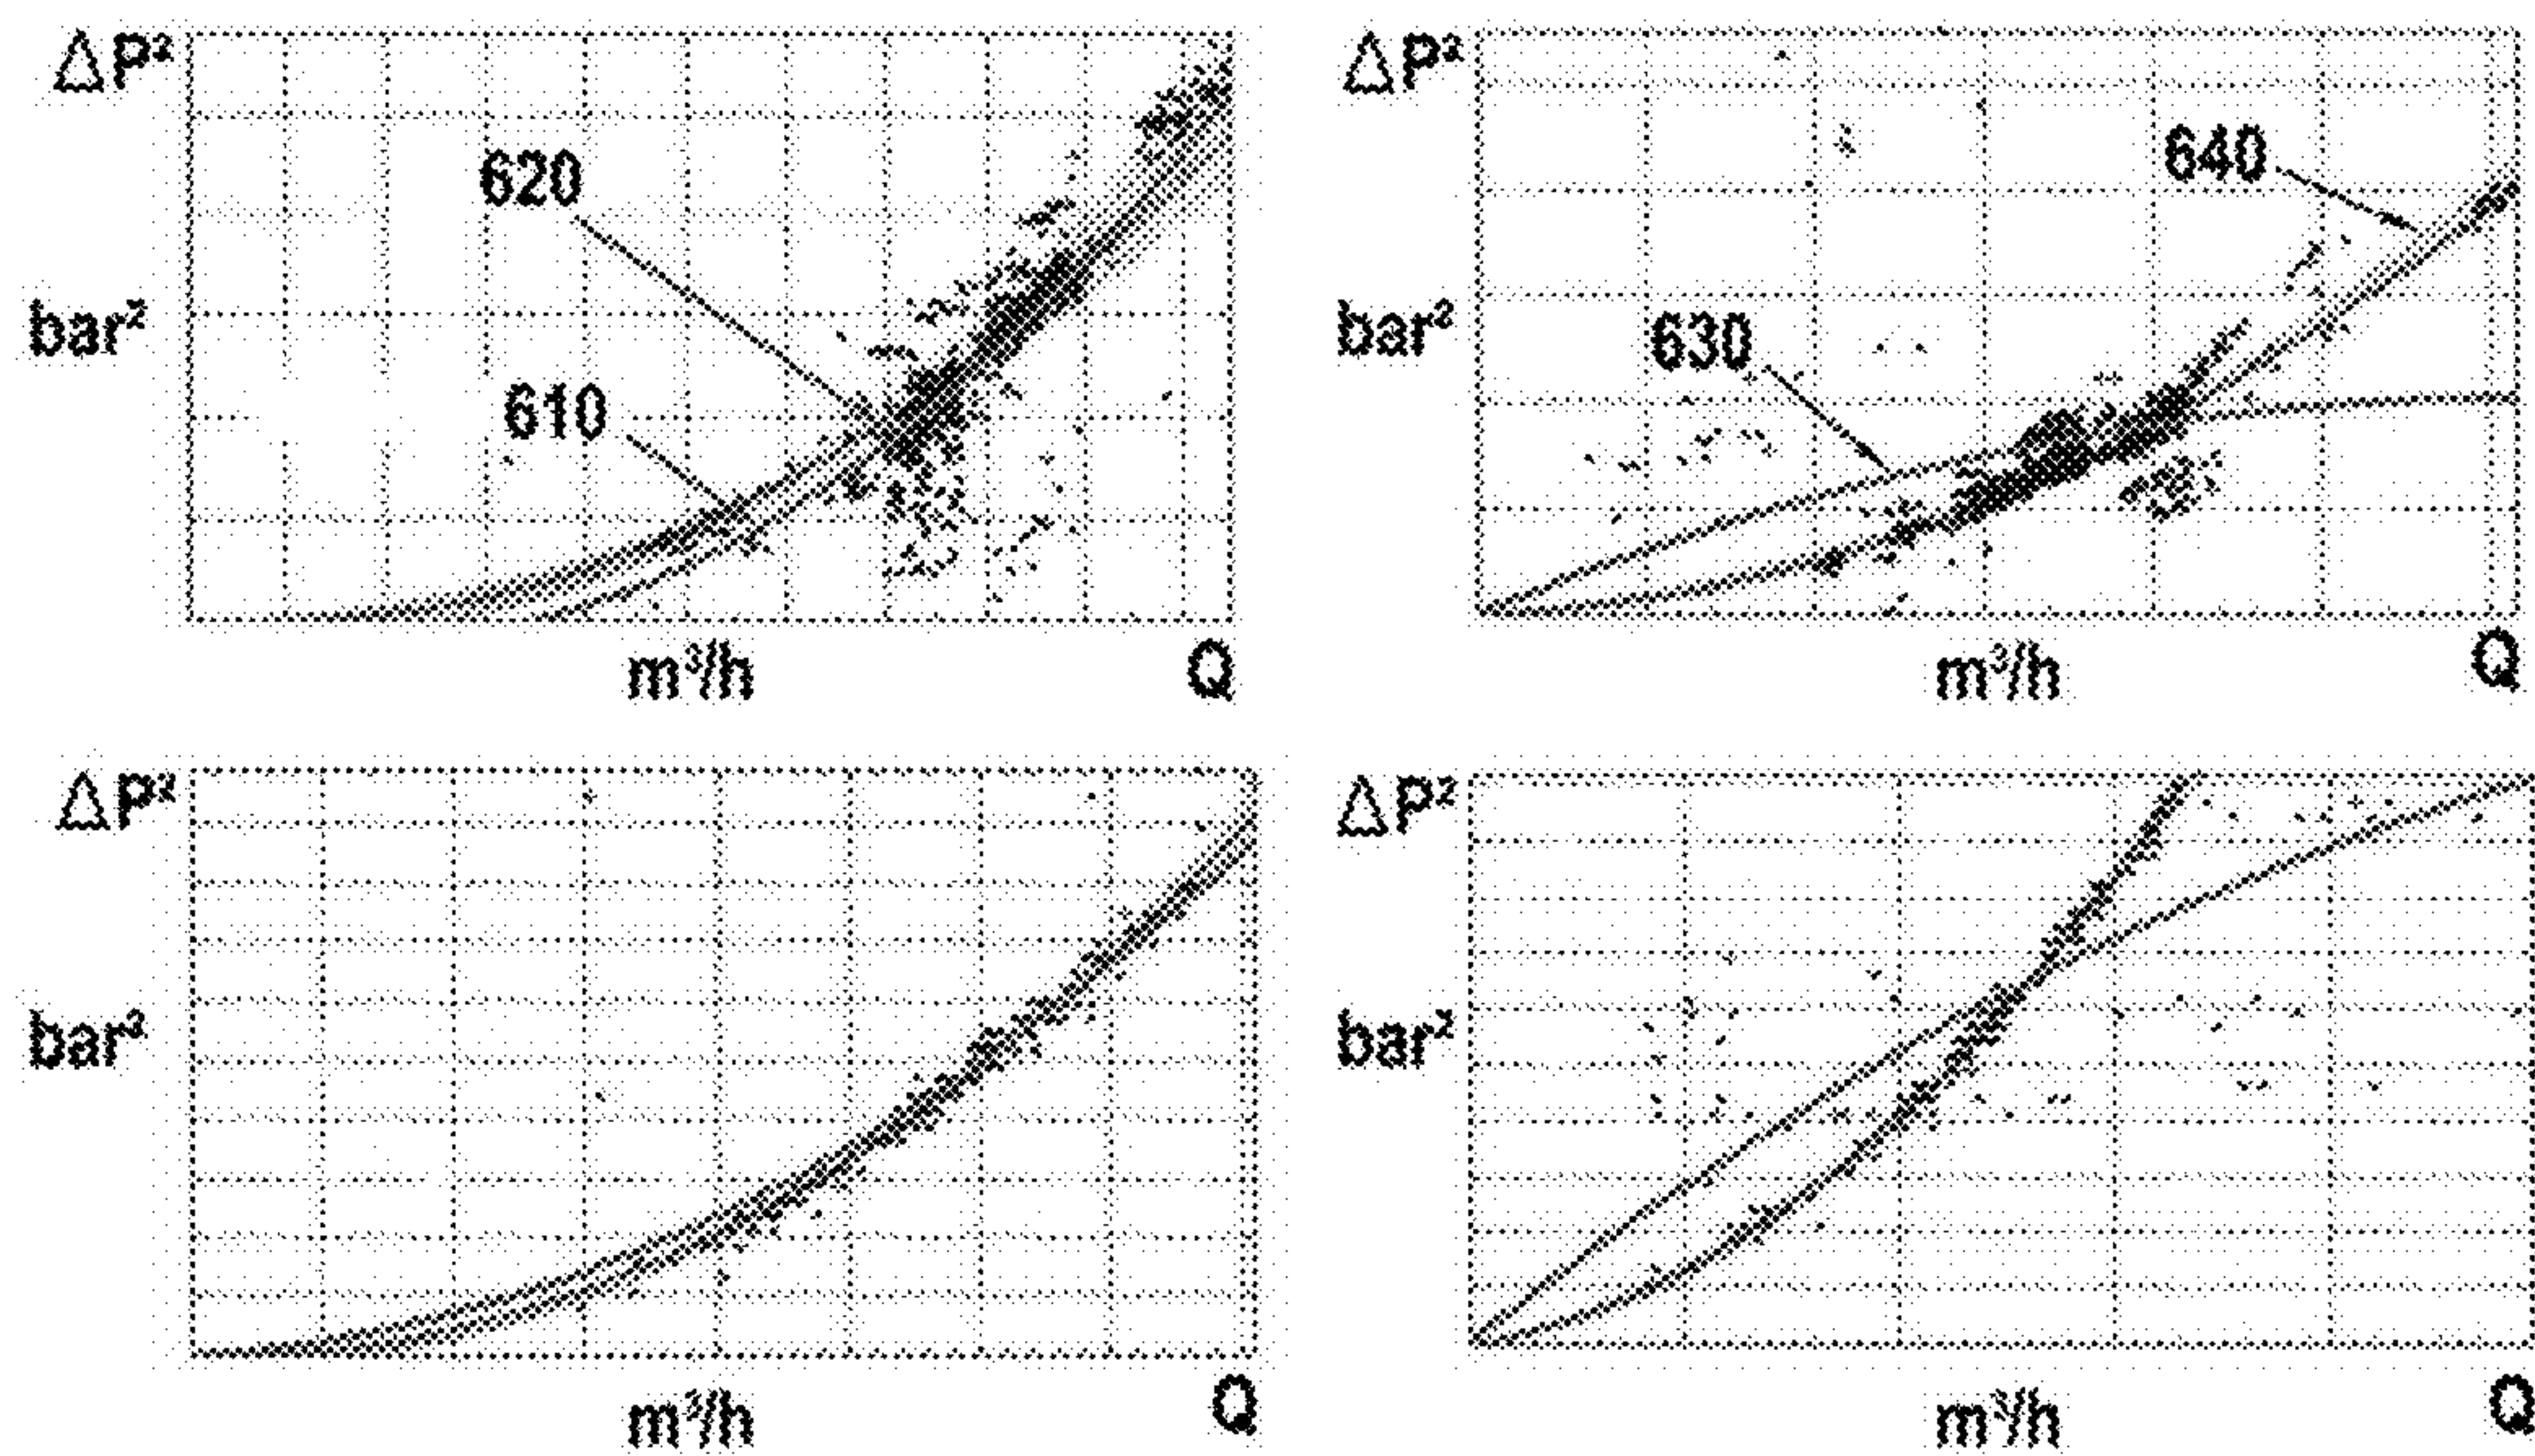 ΔP²
620
bar²
610
m³/h
Q
ΔP²
640
630
bar²
m³/h
Q
ΔP²
bar²
m³/h
Q
ΔP²
bar²
m³/h
Q